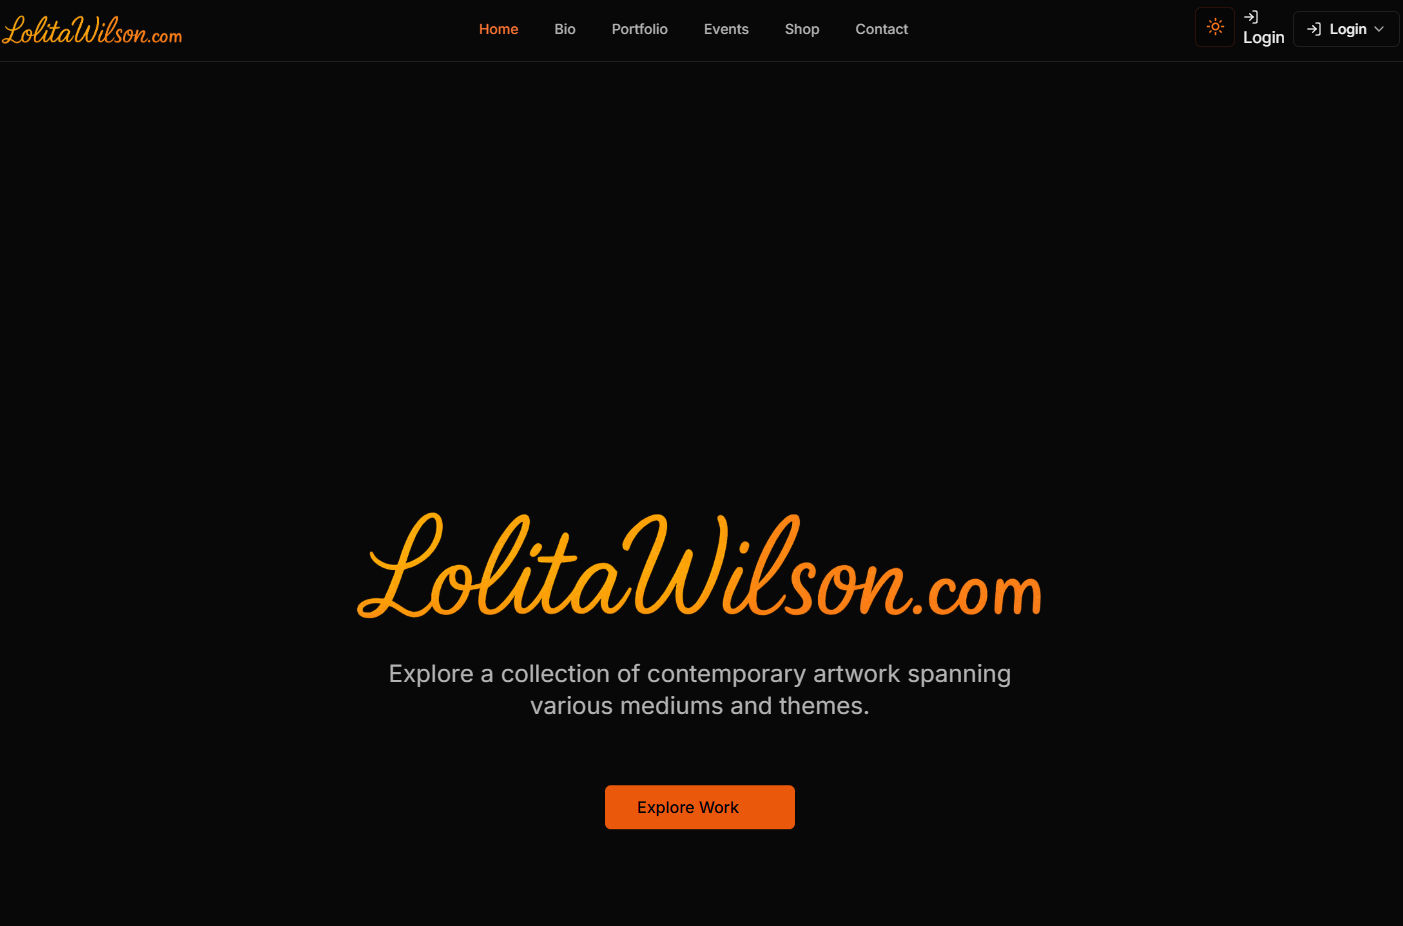 LolitaWilson.com
Home
Bio
Portfolio
Events
Shop
Contact
Login
Login
LolitaWilson.com
Explore a collection of contemporary artwork spanning
various mediums and themes.
Explore Work